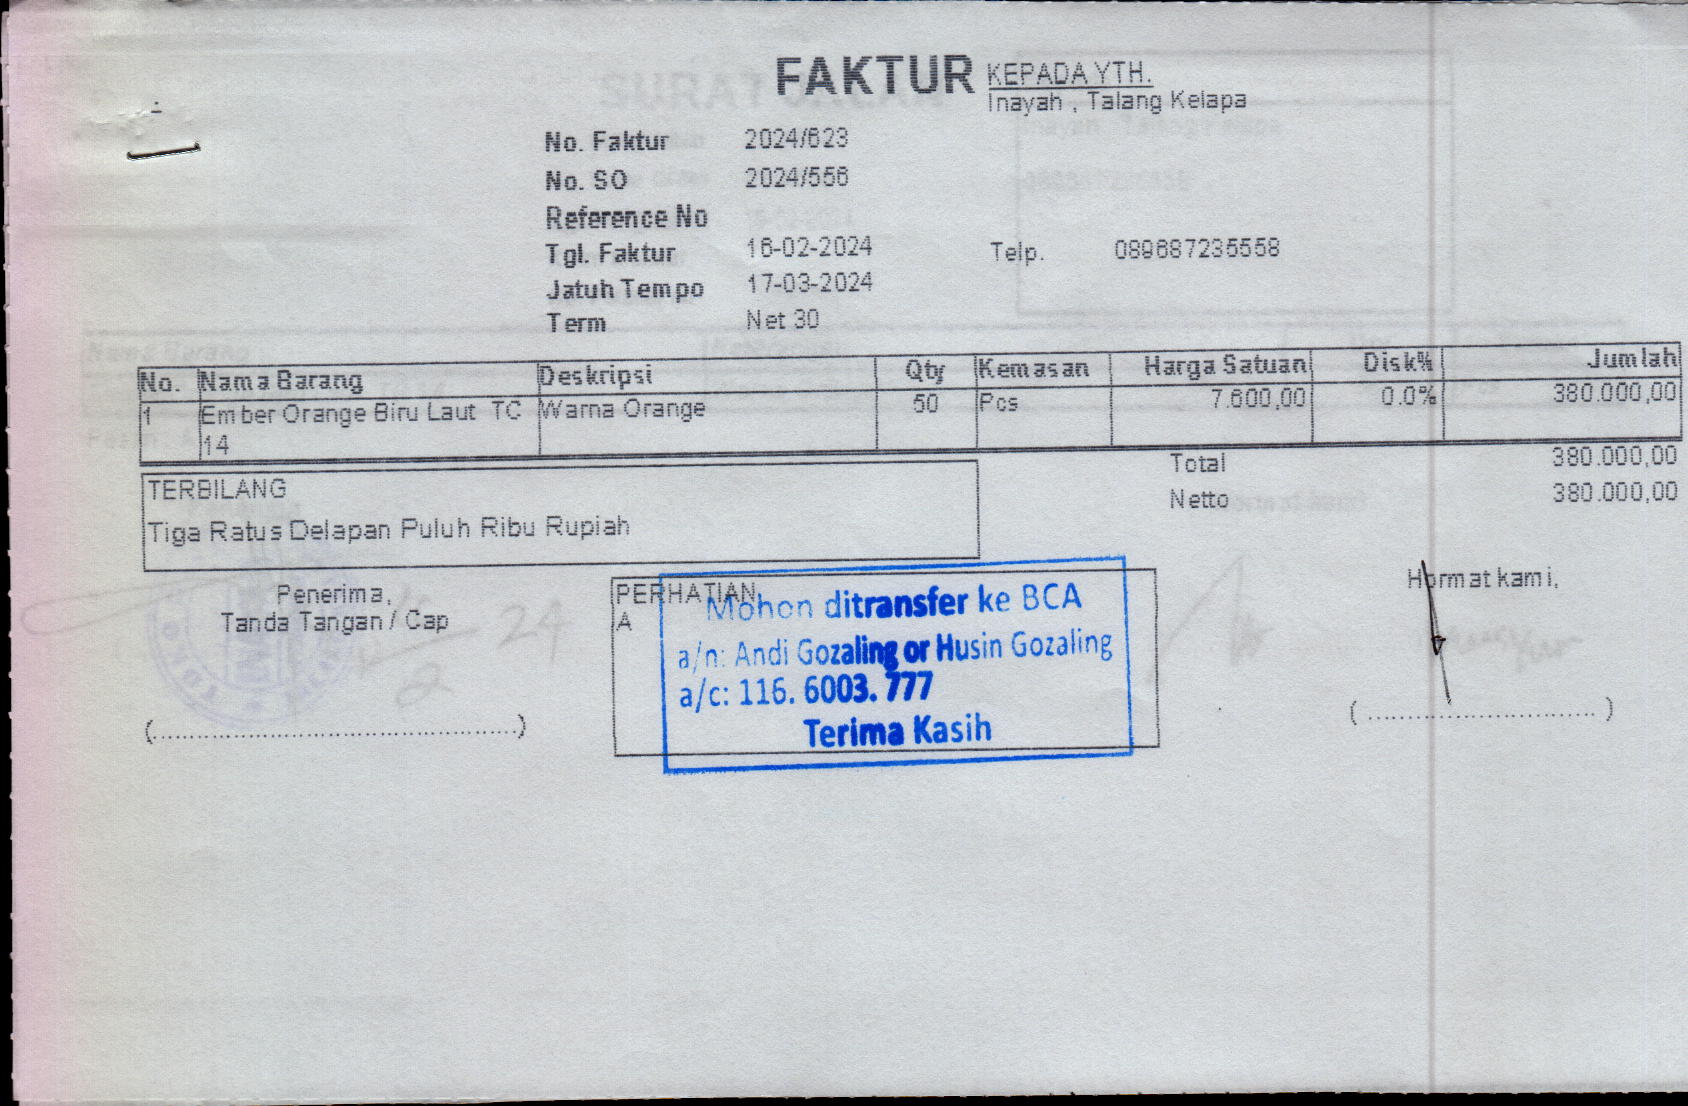 FAKTUR
KEPADA YTH.
Inayah , Talang Kelapa
No. Faktur 2024/623
No. SO 2024/556
Reference No
Tgl. Faktur 16-02-2024
Telp. 089687235558
Jatuh Tempo 17-03-2024
Term Net 30
No. Nama Barang Deskripsi Qty Kemasan Harga Satuan Disk% Jumlah
1 Ember Orange Biru Laut TC Warna Orange 50 Pcs 7.600,00 0.0% 380.000,00
14
Total 380.000,00
Netto 380.000,00
TERBILANG
Tiga Ratus Delapan Puluh Ribu Rupiah
Penerima,
Tanda Tangan / Cap
(............................................)
PERHATIAN
A
Mohon ditransfer ke BCA
a/n: Andi Gozaling or Husin Gozaling
a/c: 116. 6003. 777
Terima Kasih
Hormat kami,
( ............................ )